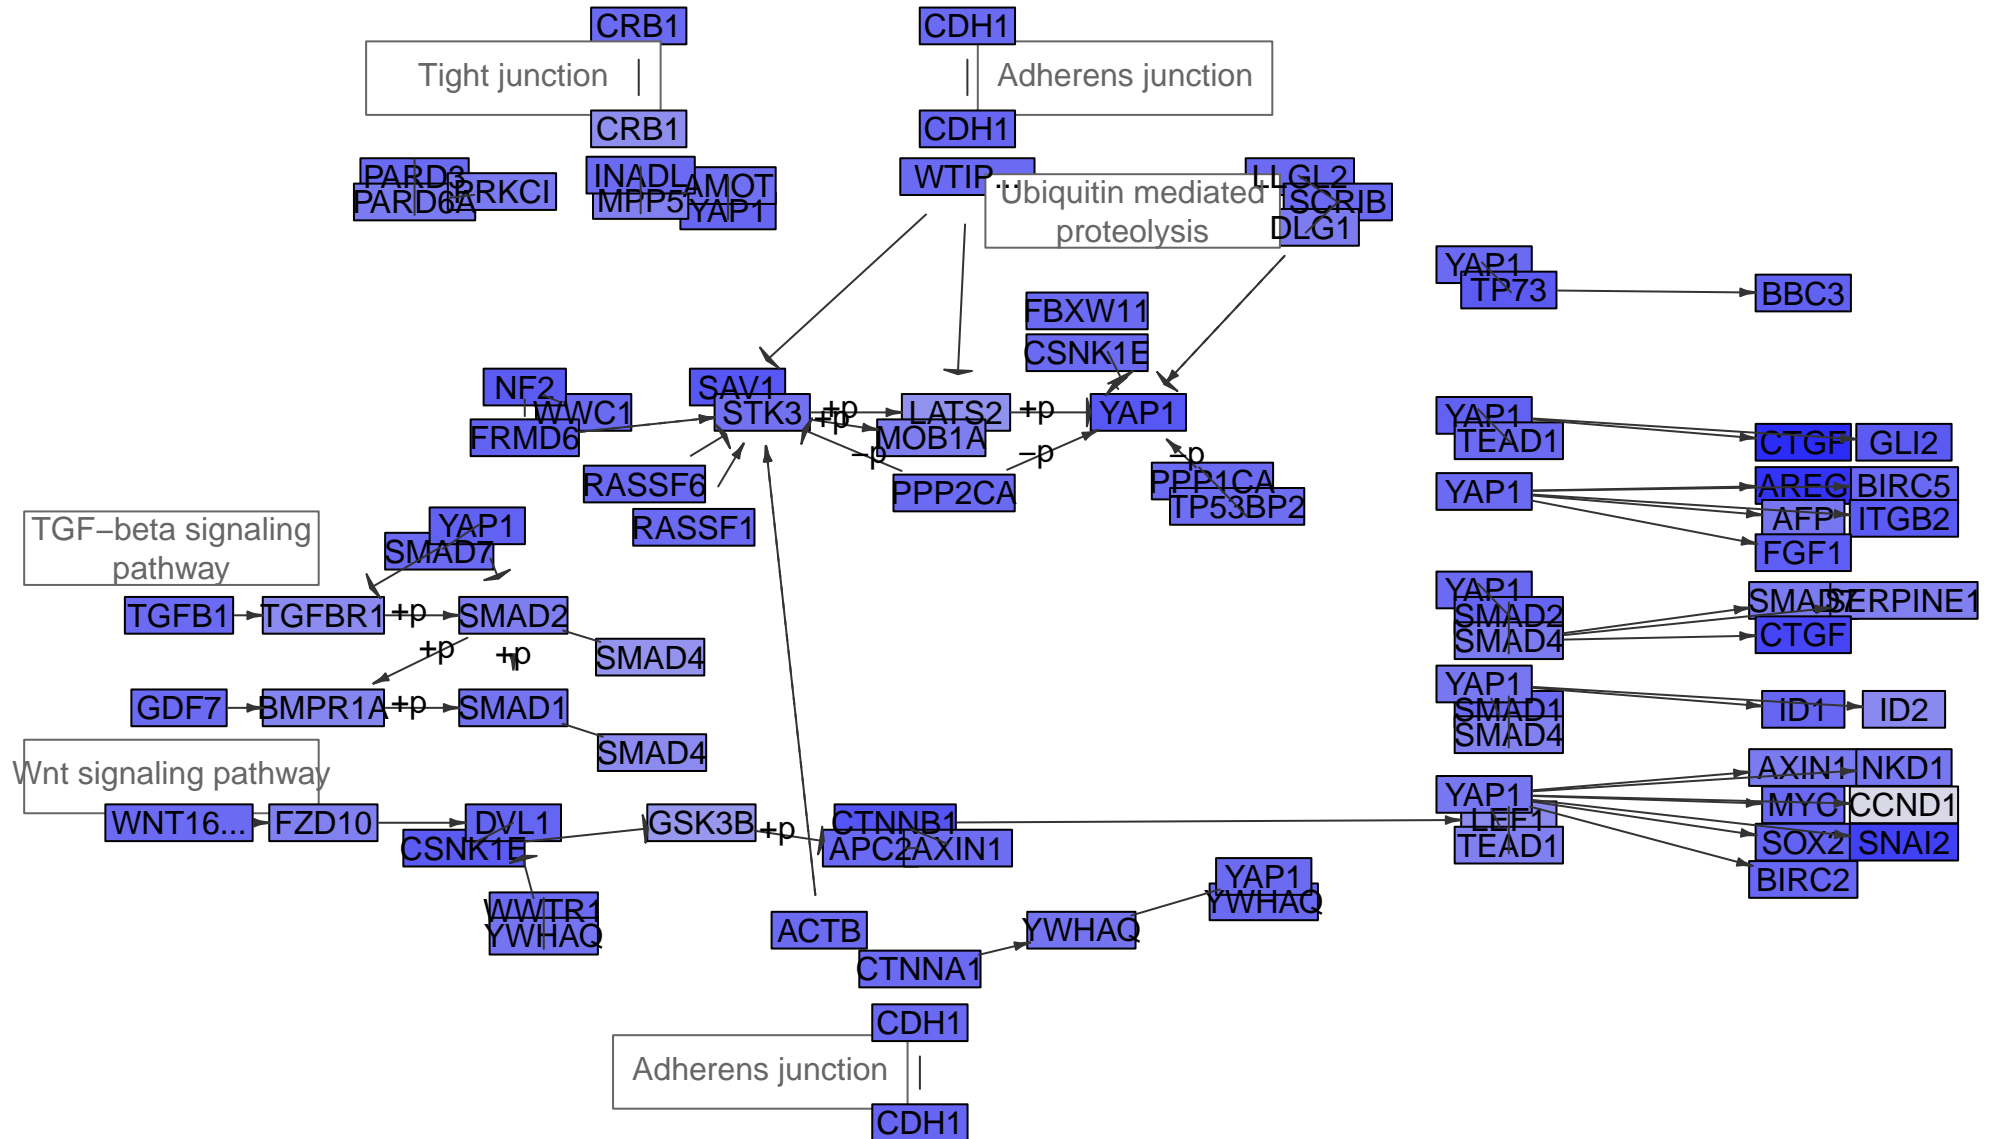 CRB1
CDH1
Tight junction
Adherens junction
CRB1
CDH1
PARD3
PARD6A
PRKCI
INADL
MPP5
AMOT
YAP1
WTIP...
Ubiquitin mediated
proteolysis
LLGL2
SCRIB
DLG1
YAP1
TP73
BBC3
FBXW11
CSNK1E
NF2
WWC1
FRMD6
SAV1
STK3
+p
+p
LATS2
MOB1A
+p
YAP1
−p
−p
−p
RASSF6
RASSF1
PPP2CA
PPP1CA
TP53BP2
YAP1
TEAD1
CTGF
GLI2
YAP1
AREG
BIRC5
AFP
ITGB2
FGF1
TGF−beta signaling
pathway
YAP1
SMAD7
TGFB1
TGFBR1
+p
SMAD2
+p
+p
SMAD4
YAP1
SMAD2
SMAD4
SMAD7
SERPINE1
CTGF
GDF7
BMPR1A
+p
SMAD1
SMAD4
YAP1
SMAD1
SMAD4
ID1
ID2
Wnt signaling pathway
WNT16...
FZD10
DVL1
CSNK1E
GSK3B
+p
CTNNB1
APC2
AXIN1
YAP1
LEF1
TEAD1
AXIN1
NKD1
MYC
CCND1
SOX2
SNAI2
BIRC2
WWTR1
YWHAQ
ACTB
CTNNA1
YWHAQ
YAP1
YWHAQ
CDH1
Adherens junction
CDH1